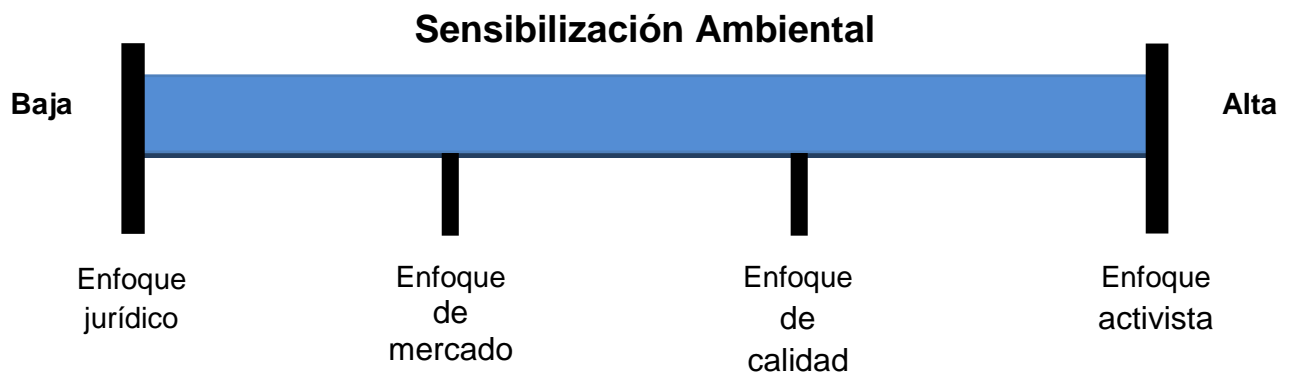 Sensibilización Ambiental
Baja
Alta
Enfoque
jurídico
Enfoque
de
mercado
Enfoque
de
calidad
Enfoque
activista